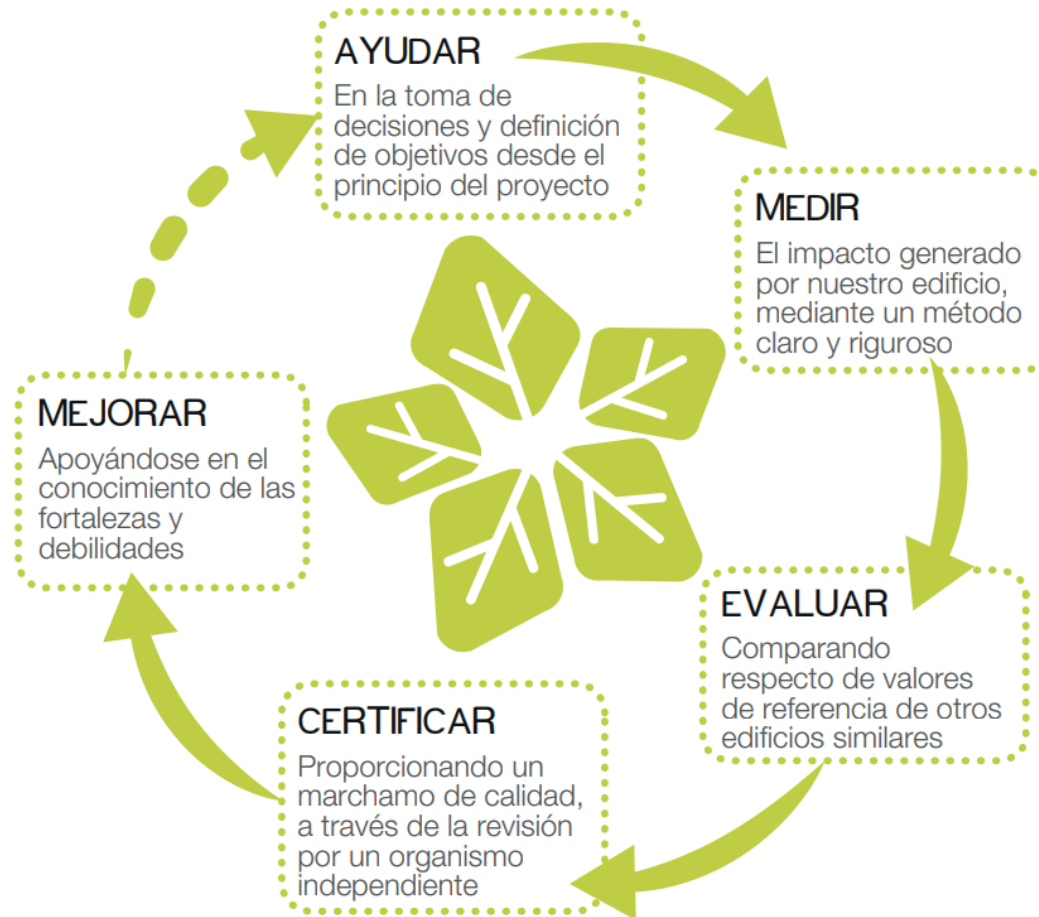 AYUDAR
En la toma de
decisiones y definición
de objetivos desde el
principio del proyecto
MEDIR
El impacto generado
por nuestro edificio,
mediante un método
claro y riguroso
EVALUAR
Comparando
respecto de valores
de referencia de otros
edificios similares
CERTIFICAR
Proporcionando un
marchamo de calidad,
a través de la revisión
por un organismo
independiente
MEJORAR
Apoyándose en el
conocimiento de las
fortalezas y
debilidades